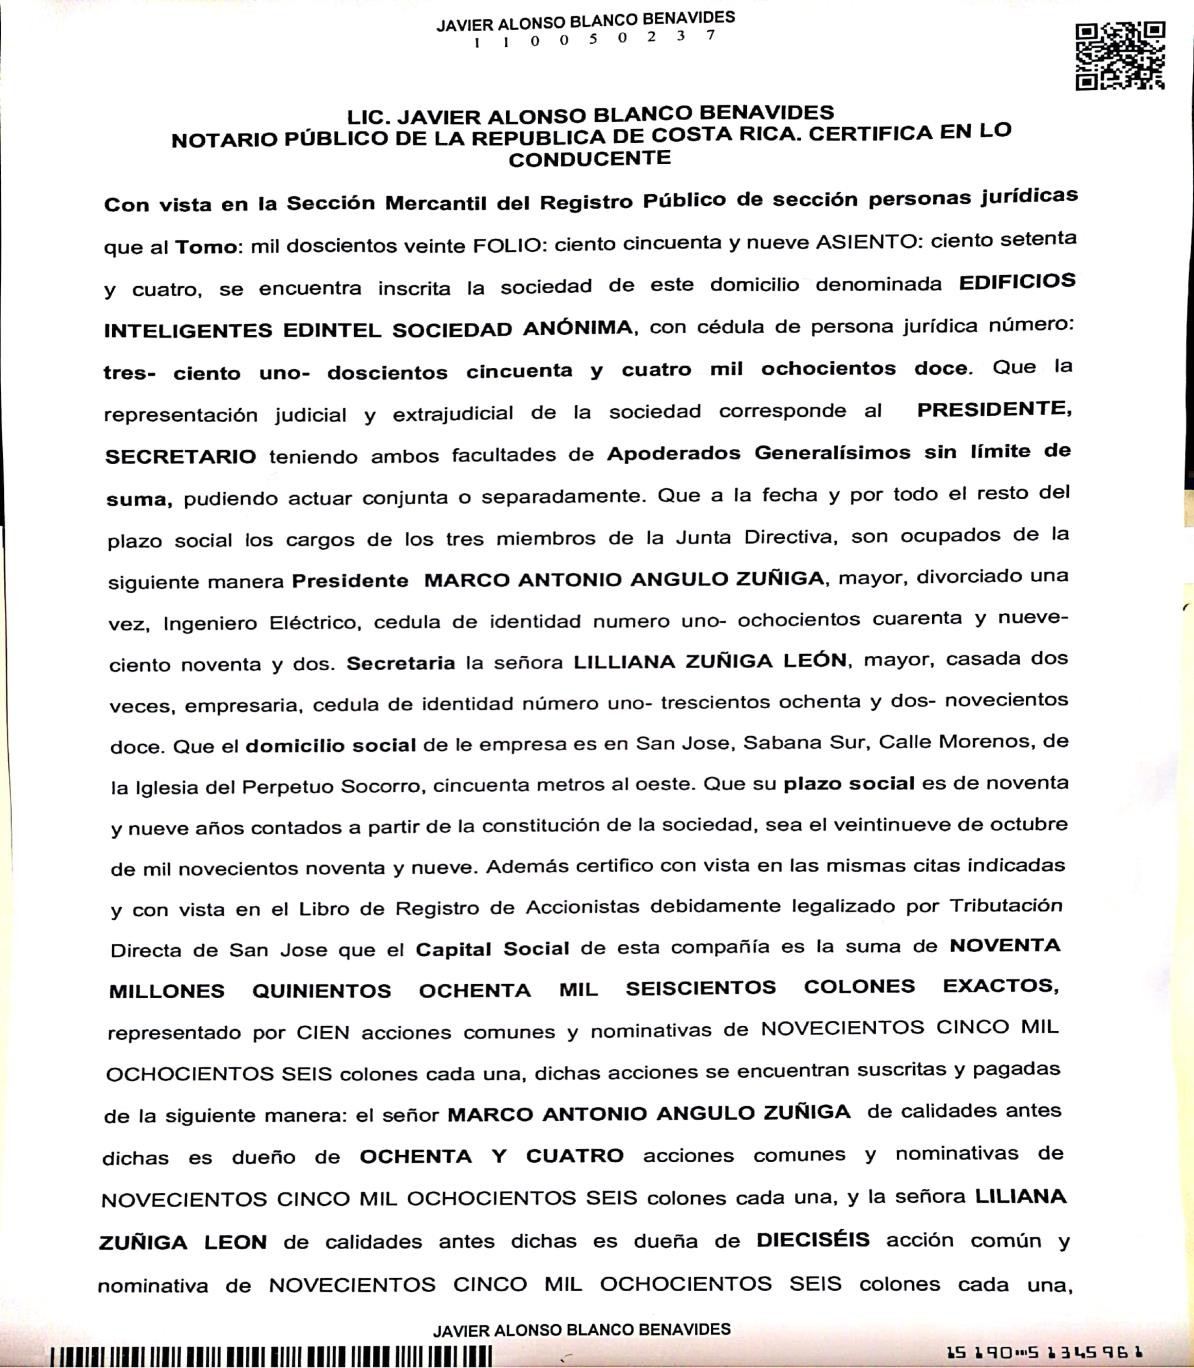 JAVIER ALONSO BLANCO BENAVIDES
1 1 0 0 5 0 2 3 7
LIC. JAVIER ALONSO BLANCO BENAVIDES
NOTARIO PÚBLICO DE LA REPUBLICA DE COSTA RICA. CERTIFICA EN LO
CONDUCENTE
Con vista en la Sección Mercantil del Registro Público de sección personas jurídicas
que al Tomo: mil doscientos veinte FOLIO: ciento cincuenta y nueve ASIENTO: ciento setenta
y cuatro, se encuentra inscrita la sociedad de este domicilio denominada EDIFICIOS
INTELIGENTES EDINTEL SOCIEDAD ANÓNIMA, con cédula de persona jurídica número:
tres- ciento uno- doscientos cincuenta y cuatro mil ochocientos doce. Que la
representación judicial y extrajudicial de la sociedad corresponde al PRESIDENTE,
SECRETARIO teniendo ambos facultades de Apoderados Generalísimos sin límite de
suma, pudiendo actuar conjunta o separadamente. Que a la fecha y por todo el resto del
plazo social los cargos de los tres miembros de la Junta Directiva, son ocupados de la
siguiente manera Presidente MARCO ANTONIO ANGULO ZUÑIGA, mayor, divorciado una
vez, Ingeniero Eléctrico, cedula de identidad numero uno- ochocientos cuarenta y nueve-
ciento noventa y dos. Secretaria la señora LILLIANA ZUÑIGA LEÓN, mayor, casada dos
veces, empresaria, cedula de identidad número uno- trescientos ochenta y dos- novecientos
doce. Que el domicilio social de le empresa es en San Jose, Sabana Sur, Calle Morenos, de
la Iglesia del Perpetuo Socorro, cincuenta metros al oeste. Que su plazo social es de noventa
y nueve años contados a partir de la constitución de la sociedad, sea el veintinueve de octubre
de mil novecientos noventa y nueve. Además certifico con vista en las mismas citas indicadas
y con vista en el Libro de Registro de Accionistas debidamente legalizado por Tributación
Directa de San Jose que el Capital Social de esta compañía es la suma de NOVENTA
MILLONES QUINIENTOS OCHENTA MIL SEISCIENTOS COLONES EXACTOS,
representado por CIEN acciones comunes y nominativas de NOVECIENTOS CINCO MIL
OCHOCIENTOS SEIS colones cada una, dichas acciones se encuentran suscritas y pagadas
de la siguiente manera: el señor MARCO ANTONIO ANGULO ZUÑIGA de calidades antes
dichas es dueño de OCHENTA Y CUATRO acciones comunes y nominativas de
NOVECIENTOS CINCO MIL OCHOCIENTOS SEIS colones cada una, y la señora LILIANA
ZUÑIGA LEON de calidades antes dichas es dueña de DIECISÉIS acción común y
nominativa de NOVECIENTOS CINCO MIL OCHOCIENTOS SEIS colones cada una,
JAVIER ALONSO BLANCO BENAVIDES
15 190 51345961